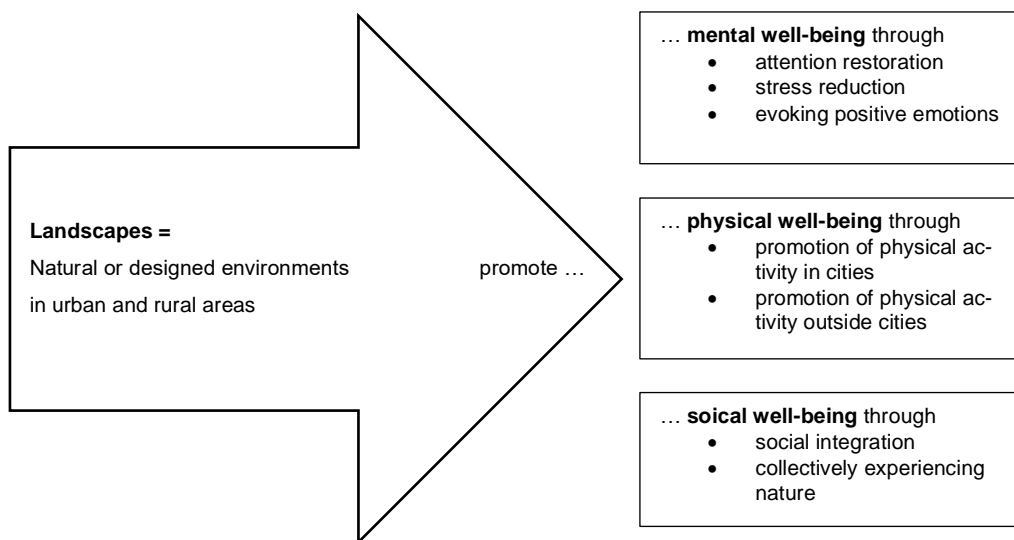 Landscapes =
Natural or designed environments
in urban and rural areas
promote …
… mental well-being through
• attention restoration
• stress reduction
• evoking positive emotions
… physical well-being through
• promotion of physical ac-
tivity in cities
• promotion of physical ac-
tivity outside cities
… soical well-being through
• social integration
• collectively experiencing
nature